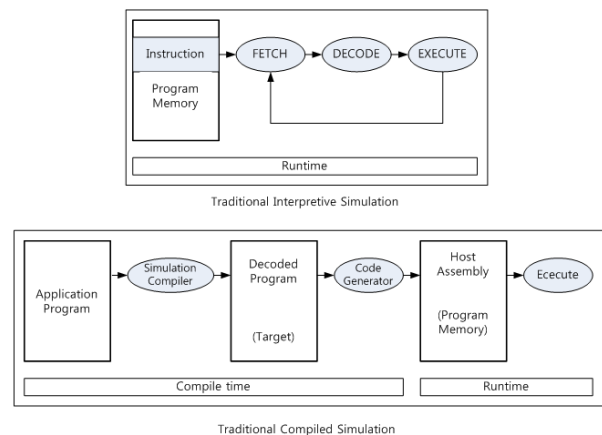 Instruction
FETCH
DECODE
EXECUTE
Program
Memory
Runtime
Traditional Interpretive Simulation
Application
Program
Simulation
Compiler
Decoded
Program
(Target)
Code
Generator
Host
Assembly
(Program
Memory)
Ececute
Compile time
Runtime
Traditional Compiled Simulation